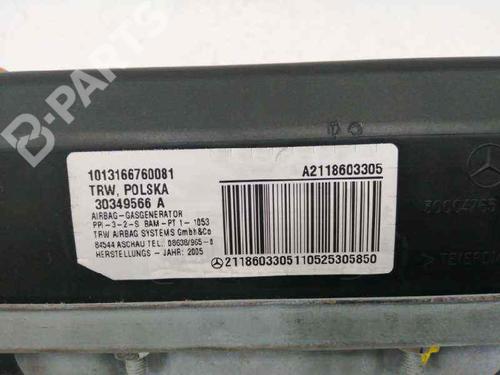 B-PARTS
1013166760081
TRW, POLSKA
30349566 A
AIRBAG-GASGENERATOR
PPI-3-2-S BAM-PT 1-1053
TRW AIRBAG SYSTEMS GmbH&Co
84544 ASCHAU TEL. 08638/965-0
HERSTELLUNGS - JAHR: 2005
A2118603305
2118603305110525305850
B-PARTS